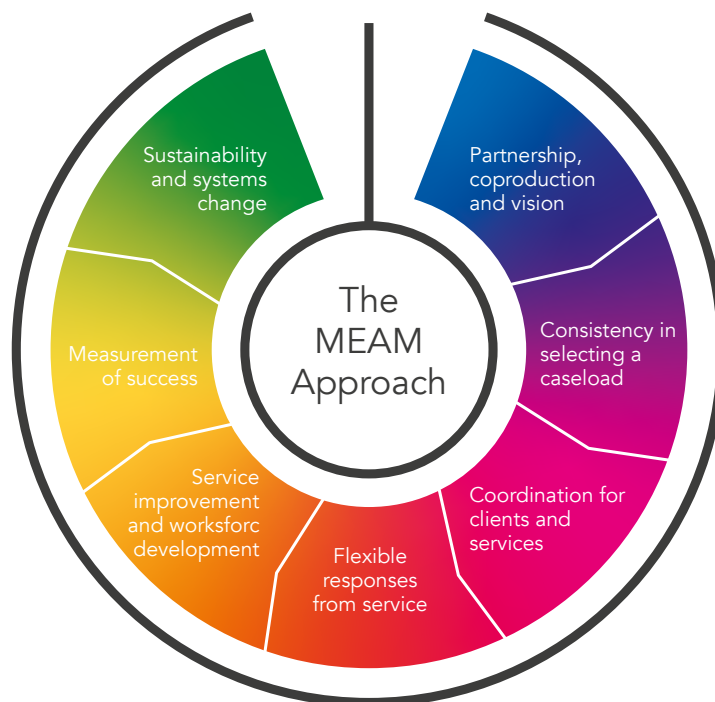 The
MEAM
Approach
Partnership,
coproduction
and vision
Consistency in
selecting a
caseload
Coordination for
clients and
services
Flexible
responses
from service
Service
improvement
and worksforc
development
Measurement
of success
Sustainability
and systems
change